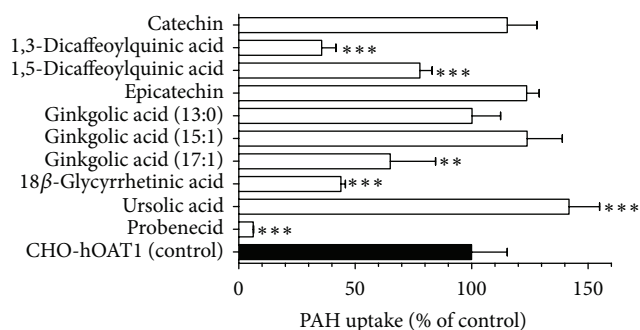 Catechin
1,3-Dicaffeoylquinic acid ***
1,5-Dicaffeoylquinic acid ***
Epicatechin
Ginkgolic acid (13:0)
Ginkgolic acid (15:1)
Ginkgolic acid (17:1) **
18β-Glycyrrhetinic acid ***
Ursolic acid ***
Probenecid ***
CHO-hOAT1 (control)
0 50 100 150
PAH uptake (% of control)